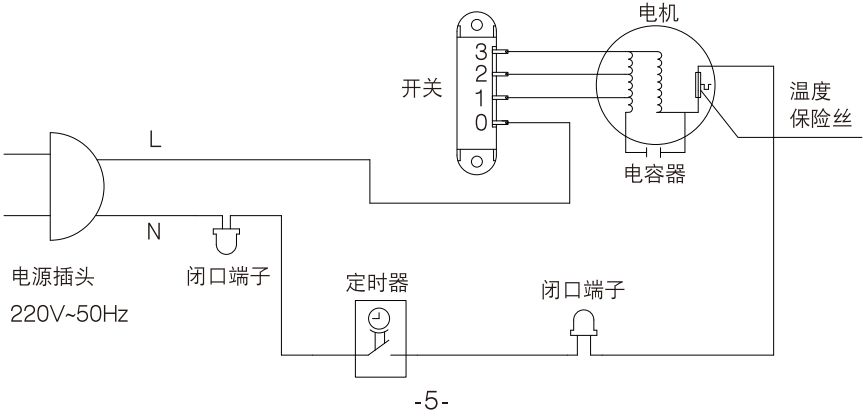 电机
3
2
1
0
开关
温度
保险丝
电容器
L
N
电源插头
220V~50Hz
闭口端子
定时器
闭口端子
-5-